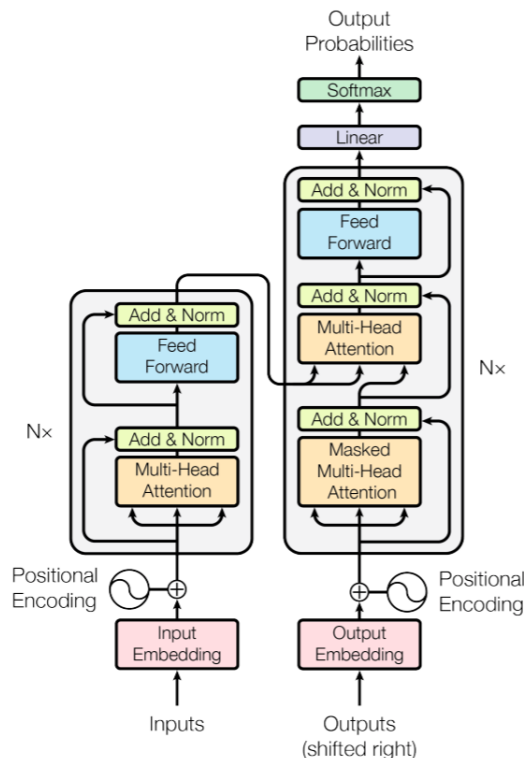 Output
Probabilities
Softmax
Linear
Add & Norm
Feed
Forward
Add & Norm
Multi-Head
Attention
Add & Norm
Masked
Multi-Head
Attention
N×
Add & Norm
Feed
Forward
Add & Norm
Multi-Head
Attention
N×
Positional
Encoding
Positional
Encoding
Input
Embedding
Output
Embedding
Inputs
Outputs
(shifted right)